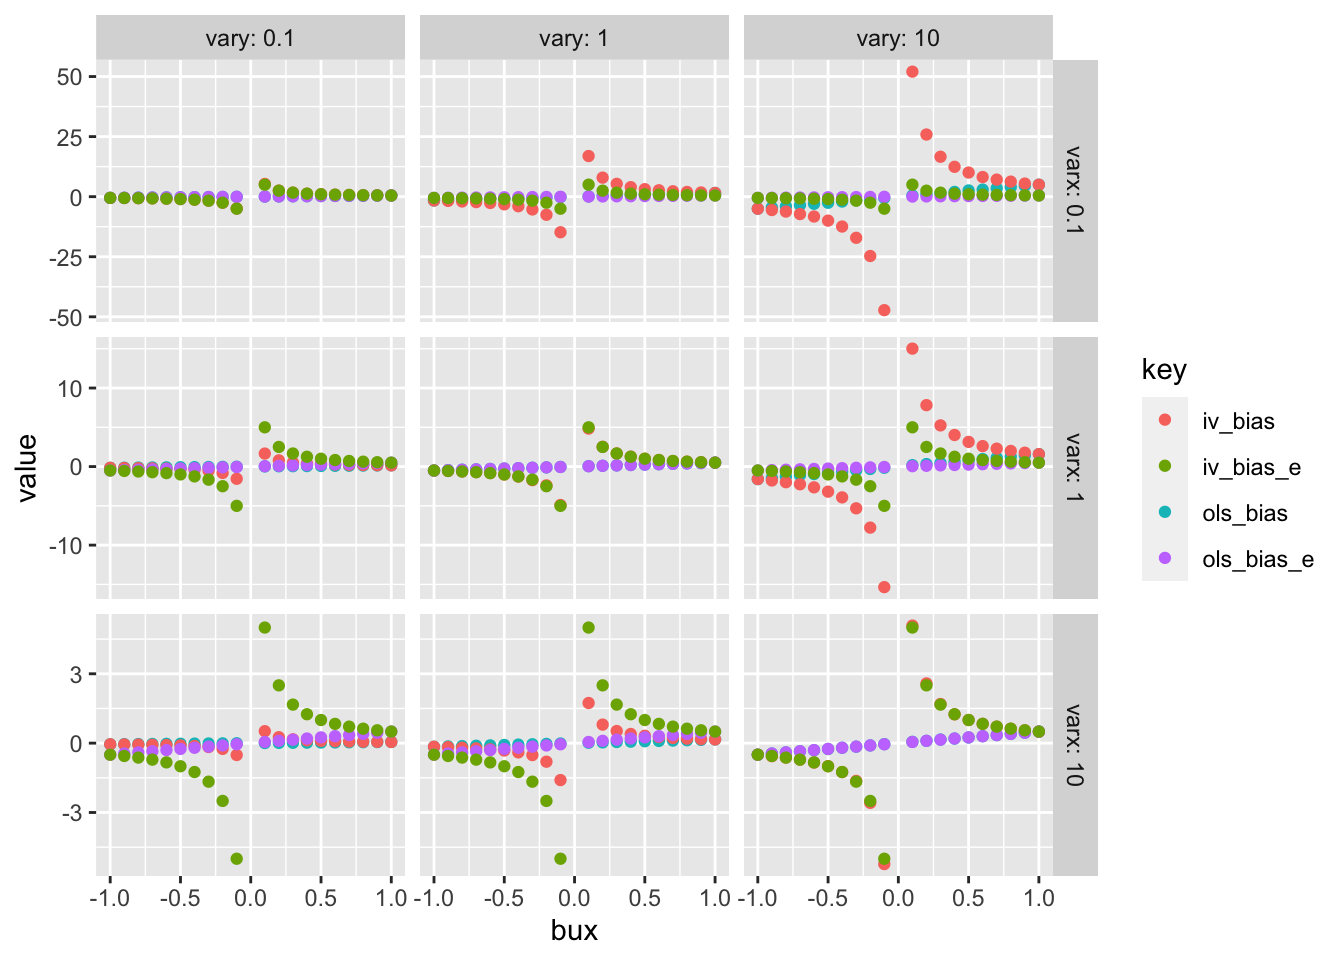 vary: 0.1
vary: 1
vary: 10
50
25
0
-25
-50
varx: 0.1
10
0
-10
varx: 1
3
0
-3
varx: 10
value
-1.0 -0.5 0.0 0.5 1.0
-1.0 -0.5 0.0 0.5 1.0
-1.0 -0.5 0.0 0.5 1.0
bux
key
iv_bias
iv_bias_e
ols_bias
ols_bias_e